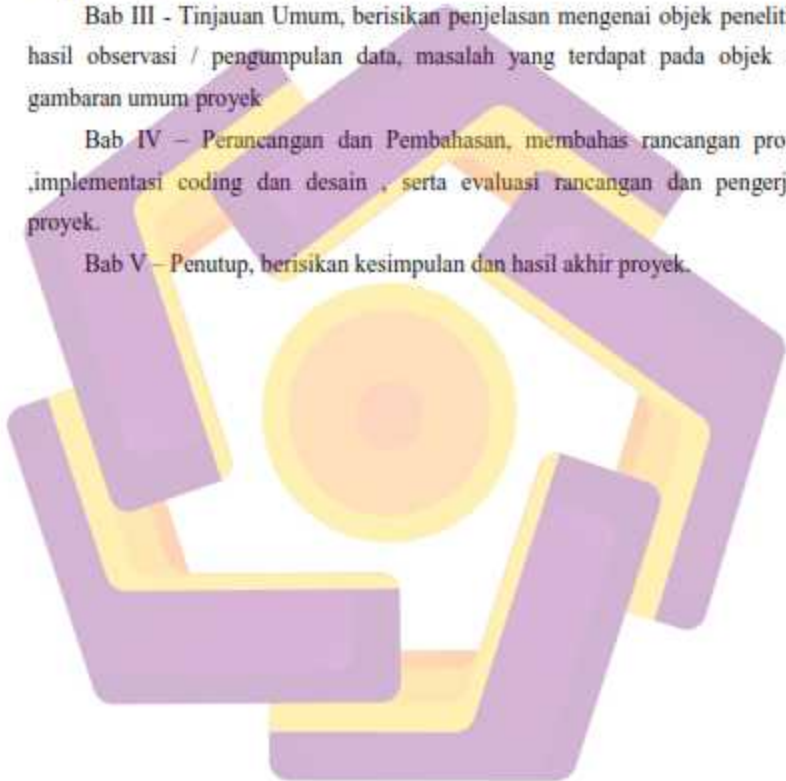 Bab III - Tinjauan Umum, berisikan penjelasan mengenai objek penelit
hasil observasi / pengumpulan data, masalah yang terdapat pada objek
gambaran umum proyek
Bab IV – Perancangan dan Pembahasan, membahas rancangan pro
,implementasi coding dan desain , serta evaluasi rancangan dan pengerj
proyek.
Bab V – Penutup, berisikan kesimpulan dan hasil akhir proyek.